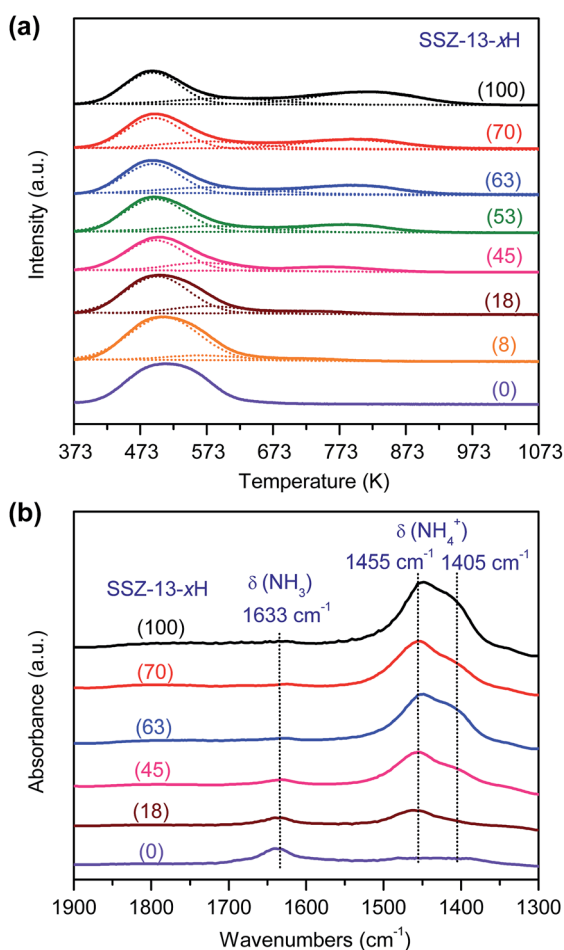 (a)
SSZ-13-xH
(100)
(70)
(63)
(53)
(45)
(18)
(8)
(0)
Intensity (a.u.)
373 473 573 673 773 873 973 1073
Temperature (K)
(b)
δ (NH₄⁺)
1455 cm⁻¹ 1405 cm⁻¹
SSZ-13-xH
δ (NH₃)
1633 cm⁻¹
(100)
(70)
(63)
(45)
(18)
(0)
Absorbance (a.u.)
1900 1800 1700 1600 1500 1400 1300
Wavenumbers (cm⁻¹)